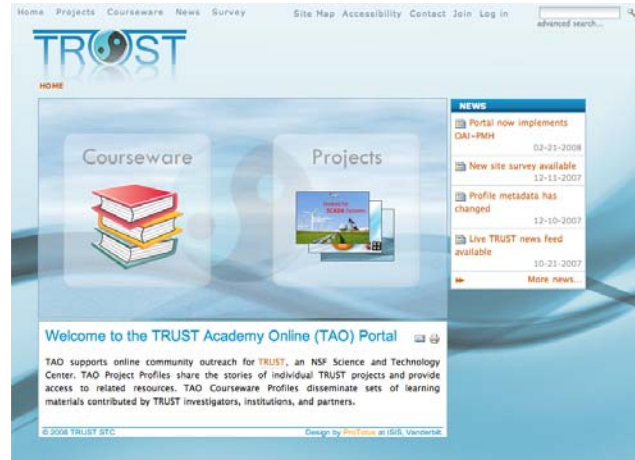 Home Projects Courseware News Survey
Site Map Accessibility Contact Join Log in
advanced search...
TRUST
HOME
Courseware
Projects
SCADA Systems
NEWS
Portal now implements
OAI-PMH
02-21-2008
New site survey available
12-11-2007
Profile metadata has
changed
12-10-2007
Live TRUST news feed
available
10-21-2007
More news...
Welcome to the TRUST Academy Online (TAO) Portal
TAO supports online community outreach for TRUST, an NSF Science and Technology
Center. TAO Project Profiles share the stories of individual TRUST projects and provide
access to related resources. TAO Courseware Profiles disseminate sets of learning
materials contributed by TRUST investigators, institutions, and partners.
© 2008 TRUST STC
Design by at ISIS, Vanderbilt